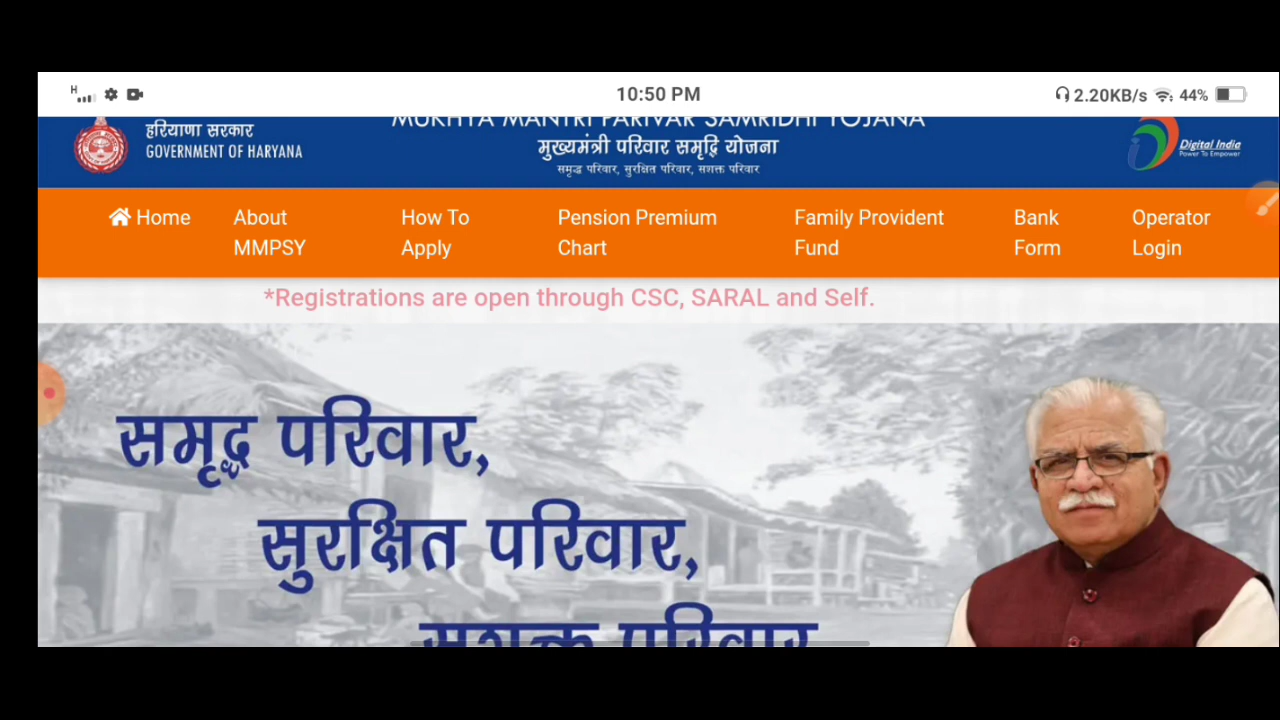 H 10:50 PM 2.20KB/s 44%
हरियाणा सरकार
GOVERNMENT OF HARYANA
MUKHYA MANTRI PARIVAR SAMRIDHI YOJANA
मुख्यमंत्री परिवार समृद्धि योजना
समृद्ध परिवार, सुरक्षित परिवार, सशक्त परिवार
Digital India
Power To Empower
Home
About MMPSY
How To Apply
Pension Premium Chart
Family Provident Fund
Bank Form
Operator Login
*Registrations are open through CSC, SARAL and Self.
समृद्ध परिवार,
सुरक्षित परिवार,
सशक्त परिवार